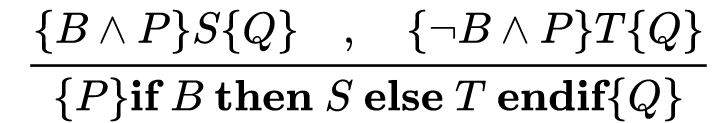 {B ∧ P}S{Q} , {¬B ∧ P}T{Q}
{P}if B then S else T endif{Q}